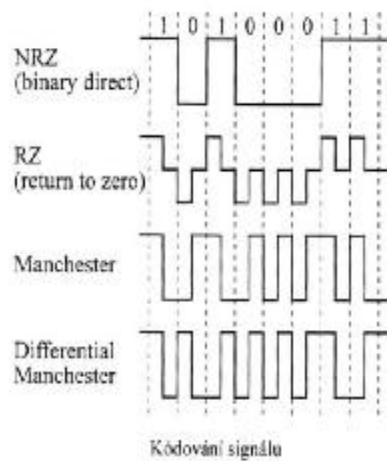 1 0 1 0 0 0 1 1
NRZ
(binary direct)
RZ
(return to zero)
Manchester
Differential
Manchester
Kódování signálu